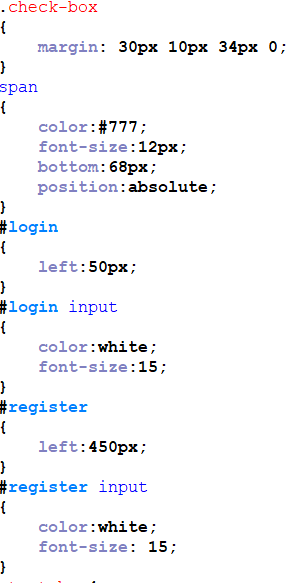 .check-box
{
    margin: 30px 10px 34px 0;
}
span
{
    color:#777;
    font-size:12px;
    bottom:68px;
    position:absolute;
}
#login
{
    left:50px;
}
#login input
{
    color:white;
    font-size:15;
}
#register
{
    left:450px;
}
#register input
{
    color:white;
    font-size: 15;
}